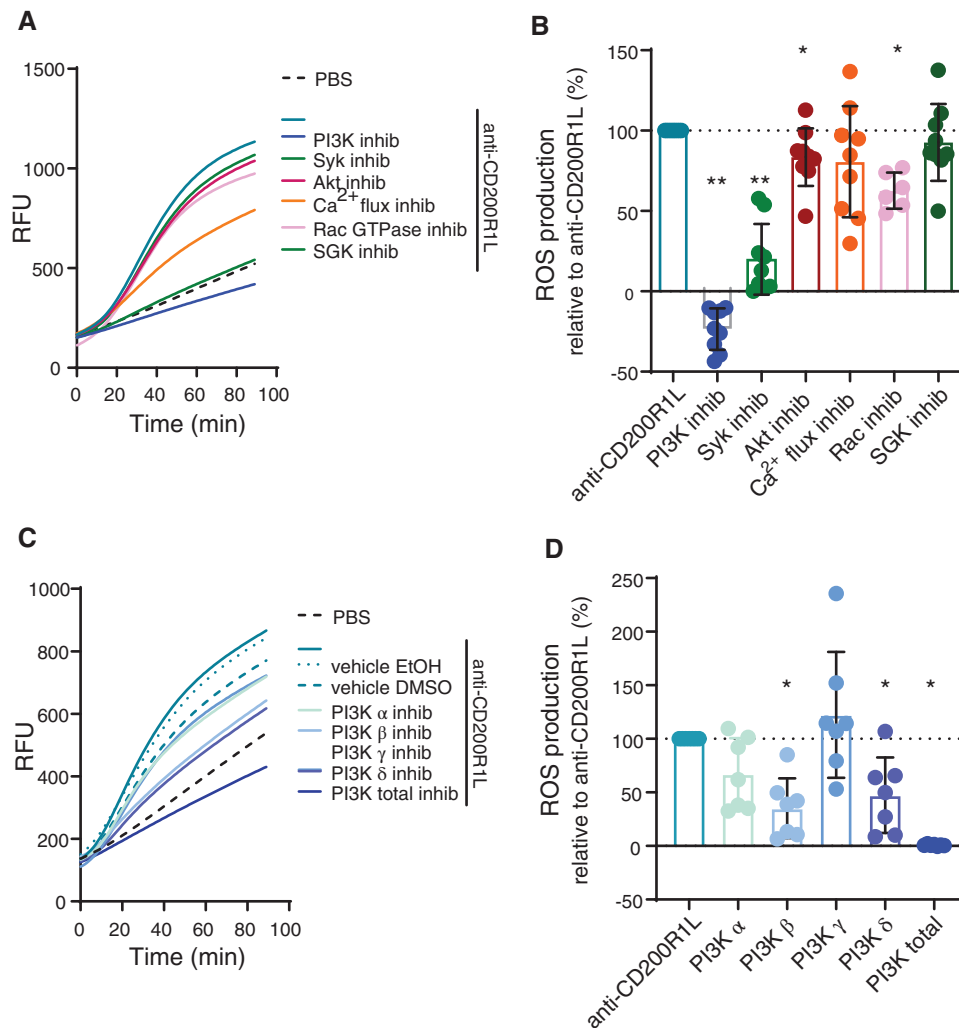 A
1500
1000
500
0
RFU
0 20 40 60 80 100
Time (min)
PBS
PI3K inhib
Syk inhib
Akt inhib
Ca2+ flux inhib
Rac GTPase inhib
SGK inhib
anti-CD200R1L
B
ROS production
relative to anti-CD200R1L (%)
150
100
50
0
-50
* *
** **
anti-CD200R1L
PI3K inhib
Syk inhib
Akt inhib
Ca2+ flux inhib
Rac inhib
SGK inhib
C
1000
800
600
400
200
0
RFU
0 20 40 60 80 100
Time (min)
PBS
vehicle EtOH
vehicle DMSO
PI3K α inhib
PI3K β inhib
PI3K γ inhib
PI3K δ inhib
PI3K total inhib
anti-CD200R1L
D
ROS production
relative to anti-CD200R1L (%)
250
200
150
100
50
0
-50
* * *
anti-CD200R1L
PI3K α
PI3K β
PI3K γ
PI3K δ
PI3K total